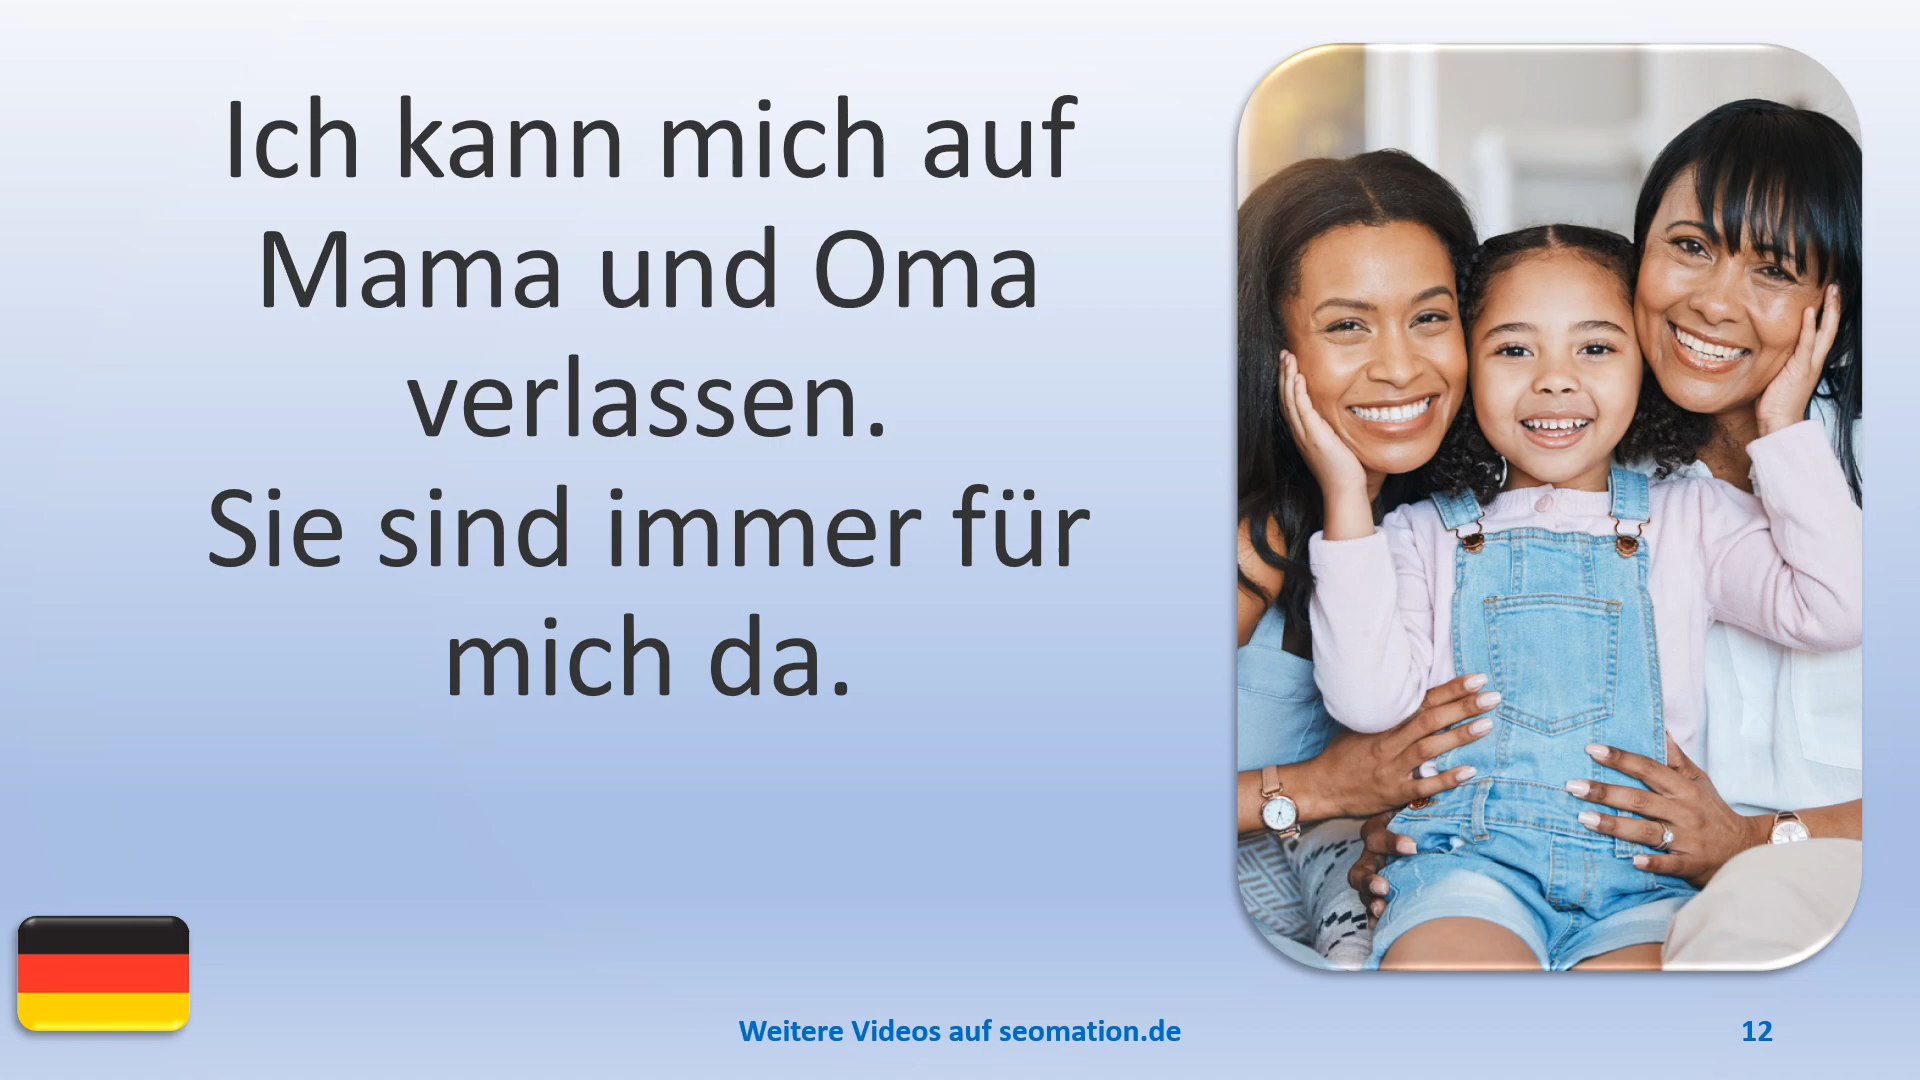 Ich kann mich auf
Mama und Oma
verlassen.
Sie sind immer für
mich da.
Weitere Videos auf seomation.de
12